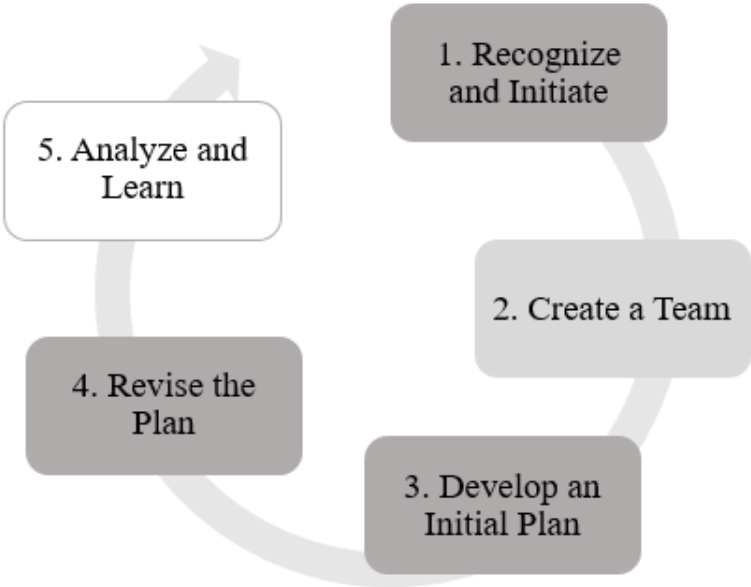 1. Recognize
and Initiate
2. Create a Team
3. Develop an
Initial Plan
4. Revise the
Plan
5. Analyze and
Learn